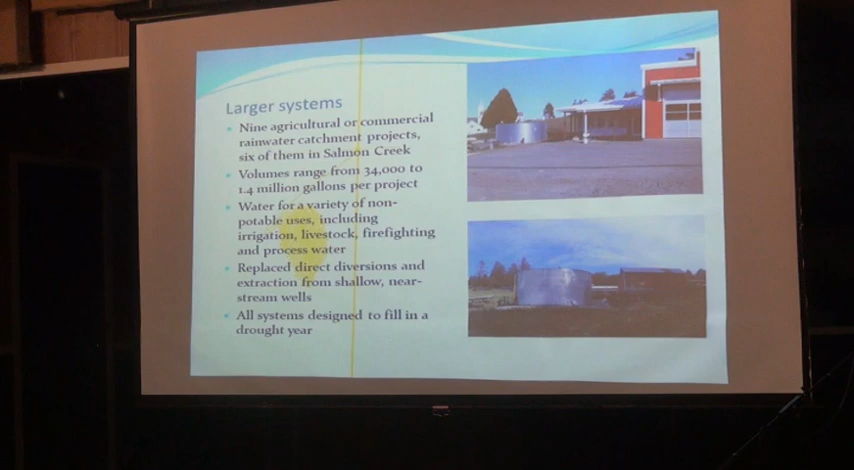 Larger systems
Nine agricultural or commercial
rainwater catchment projects,
six of them in Salmon Creek
Volumes range from 34,000 to
1.4 million gallons per project
Water for a variety of non-
potable uses, including
irrigation, livestock, firefighting
and process water
Replaced direct diversions and
extraction from shallow, near-
stream wells
All systems designed to fill in a
drought year